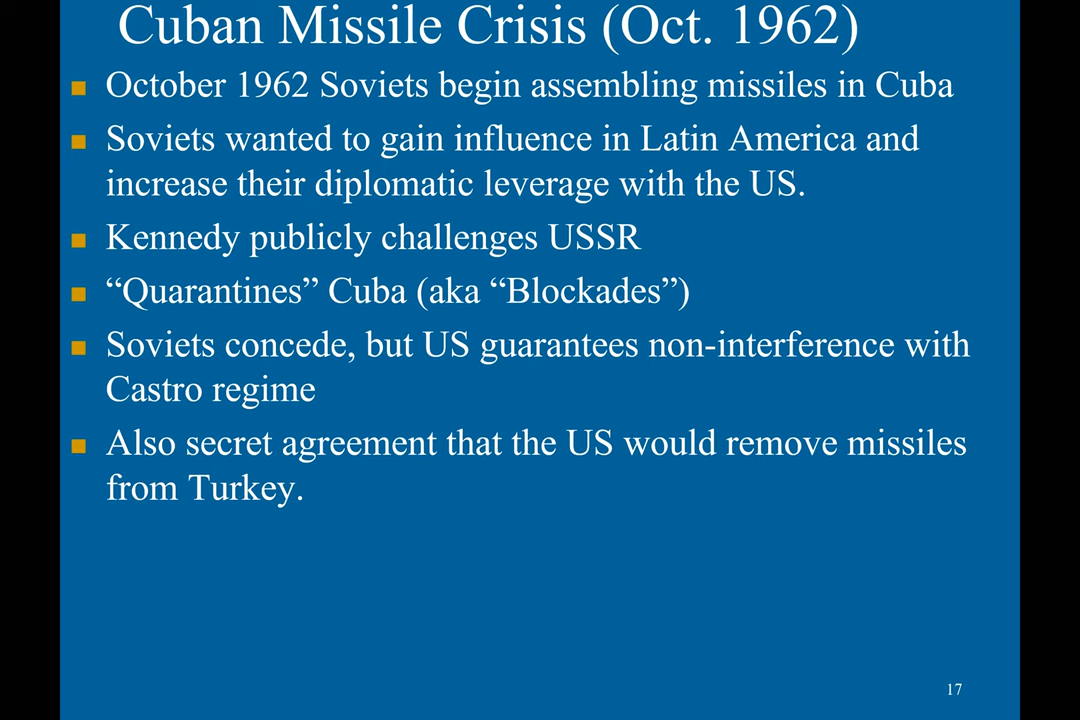 Cuban Missile Crisis (Oct. 1962)
October 1962 Soviets begin assembling missiles in Cuba
Soviets wanted to gain influence in Latin America and
increase their diplomatic leverage with the US.
Kennedy publicly challenges USSR
“Quarantines” Cuba (aka “Blockades”)
Soviets concede, but US guarantees non-interference with
Castro regime
Also secret agreement that the US would remove missiles
from Turkey.
17